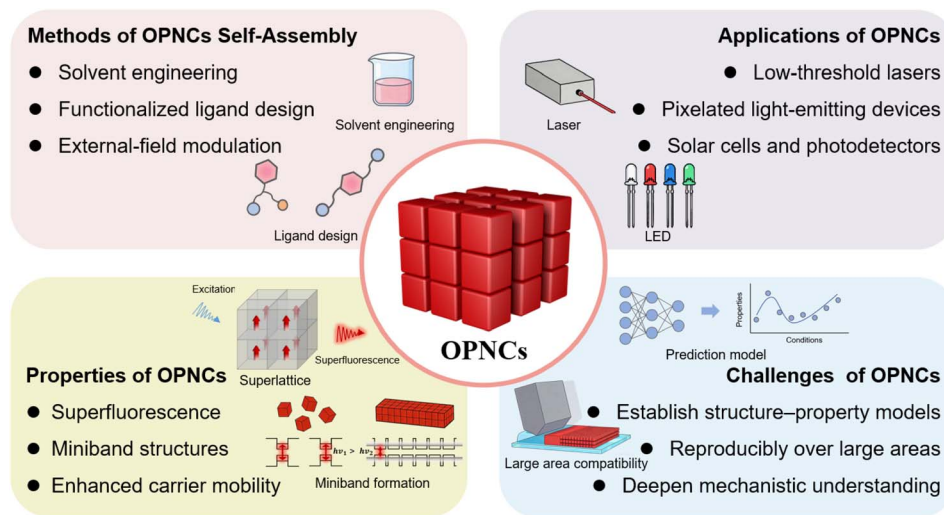 Methods of OPNCs Self-Assembly
● Solvent engineering
● Functionalized ligand design
● External-field modulation
Solvent engineering
Ligand design
Applications of OPNCs
● Low-threshold lasers
● Pixelated light-emitting devices
● Solar cells and photodetectors
Laser
LED
OPNCs
Excitation
Superfluorescence
Superlattice
Properties of OPNCs
● Superfluorescence
● Miniband structures
● Enhanced carrier mobility
hν₁ > hν₂
Miniband formation
Properties
Conditions
Prediction model
Challenges of OPNCs
● Establish structure–property models
● Reproducibly over large areas
● Deepen mechanistic understanding
Large area compatibility